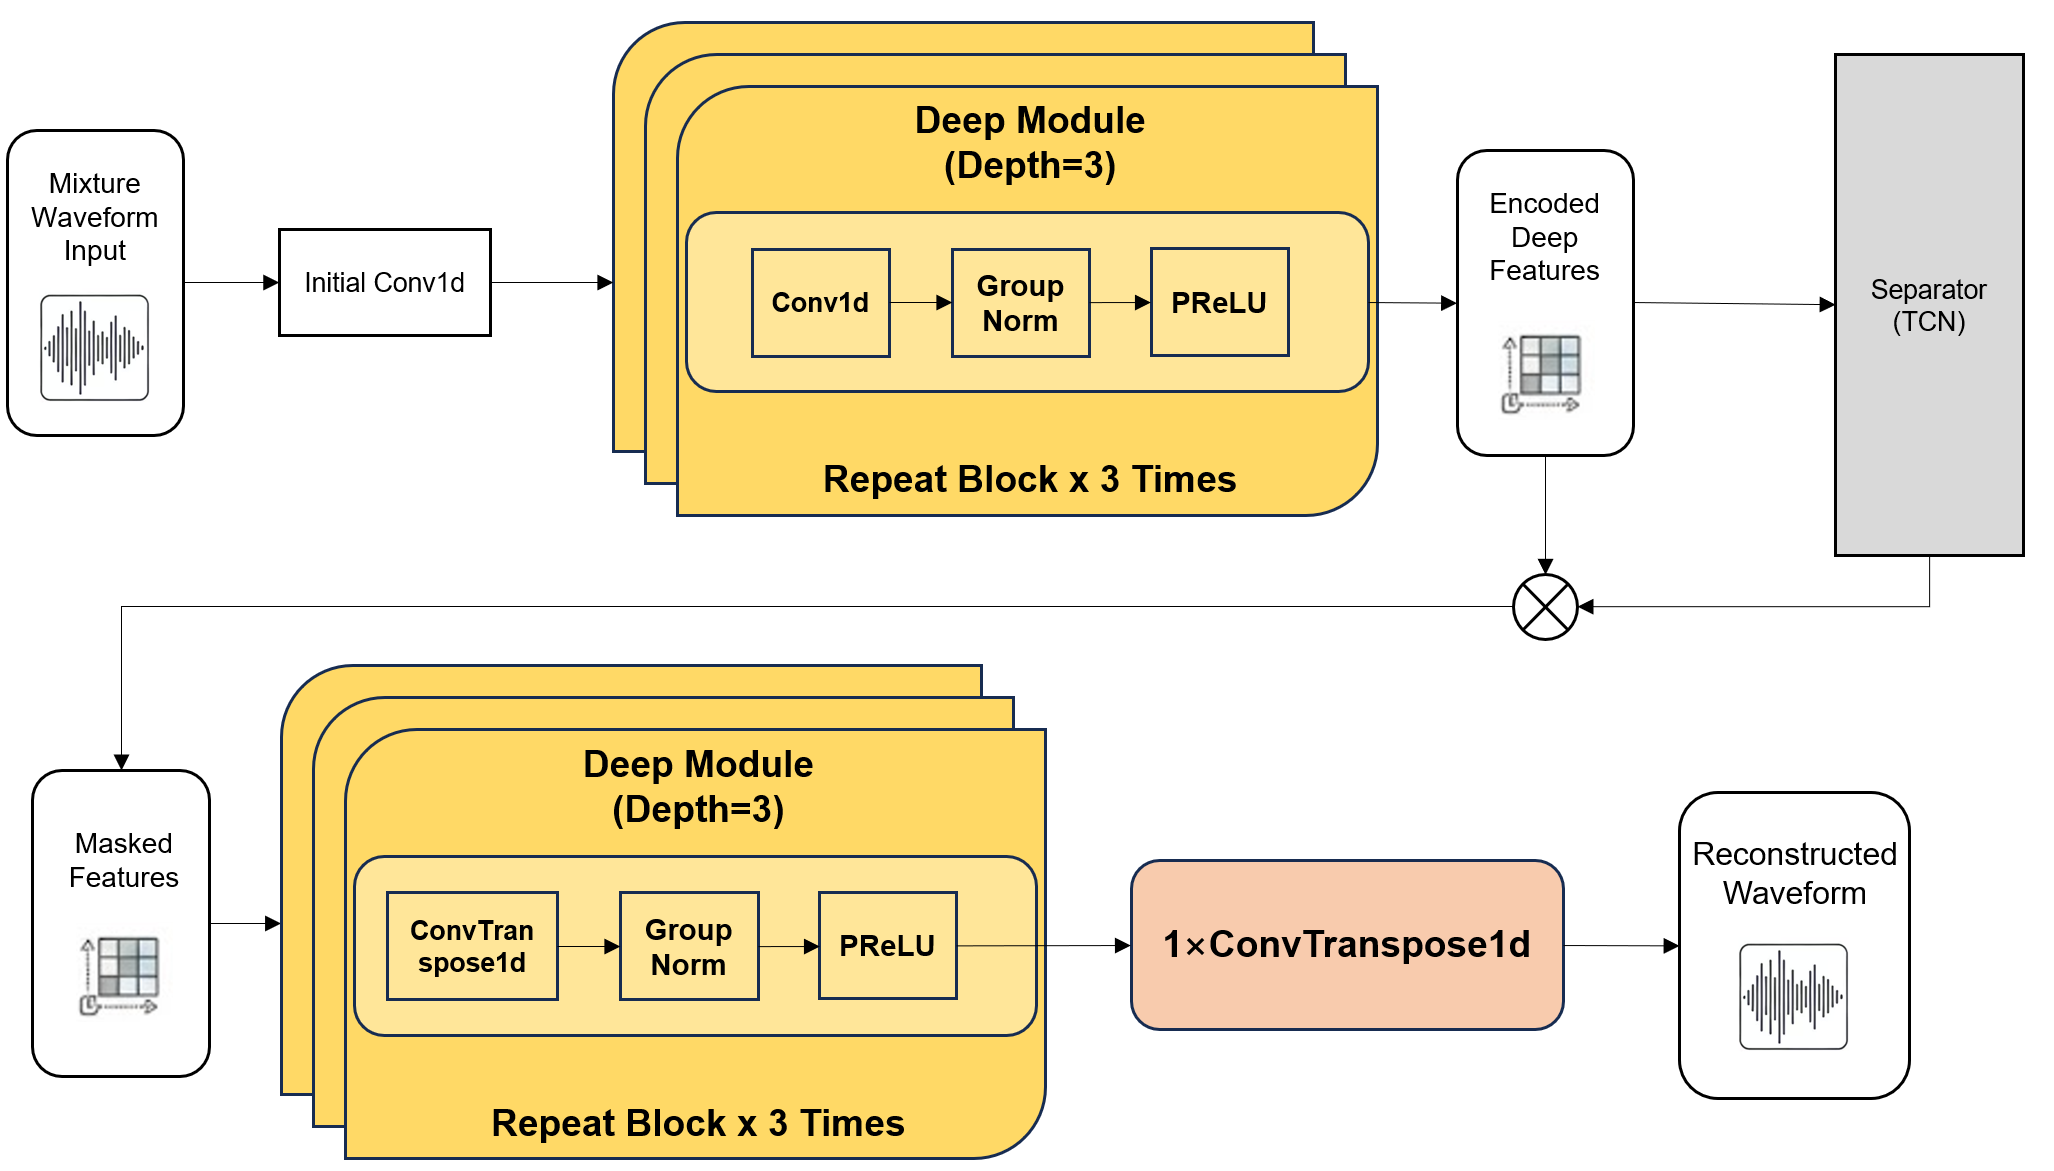 Mixture
Waveform
Input
Initial Conv1d
Deep Module
(Depth=3)
Conv1d
Group
Norm
PReLU
Repeat Block x 3 Times
Encoded
Deep
Features
Separator
(TCN)
Masked
Features
Deep Module
(Depth=3)
ConvTran
spose1d
Group
Norm
PReLU
Repeat Block x 3 Times
1×ConvTranspose1d
Reconstructed
Waveform